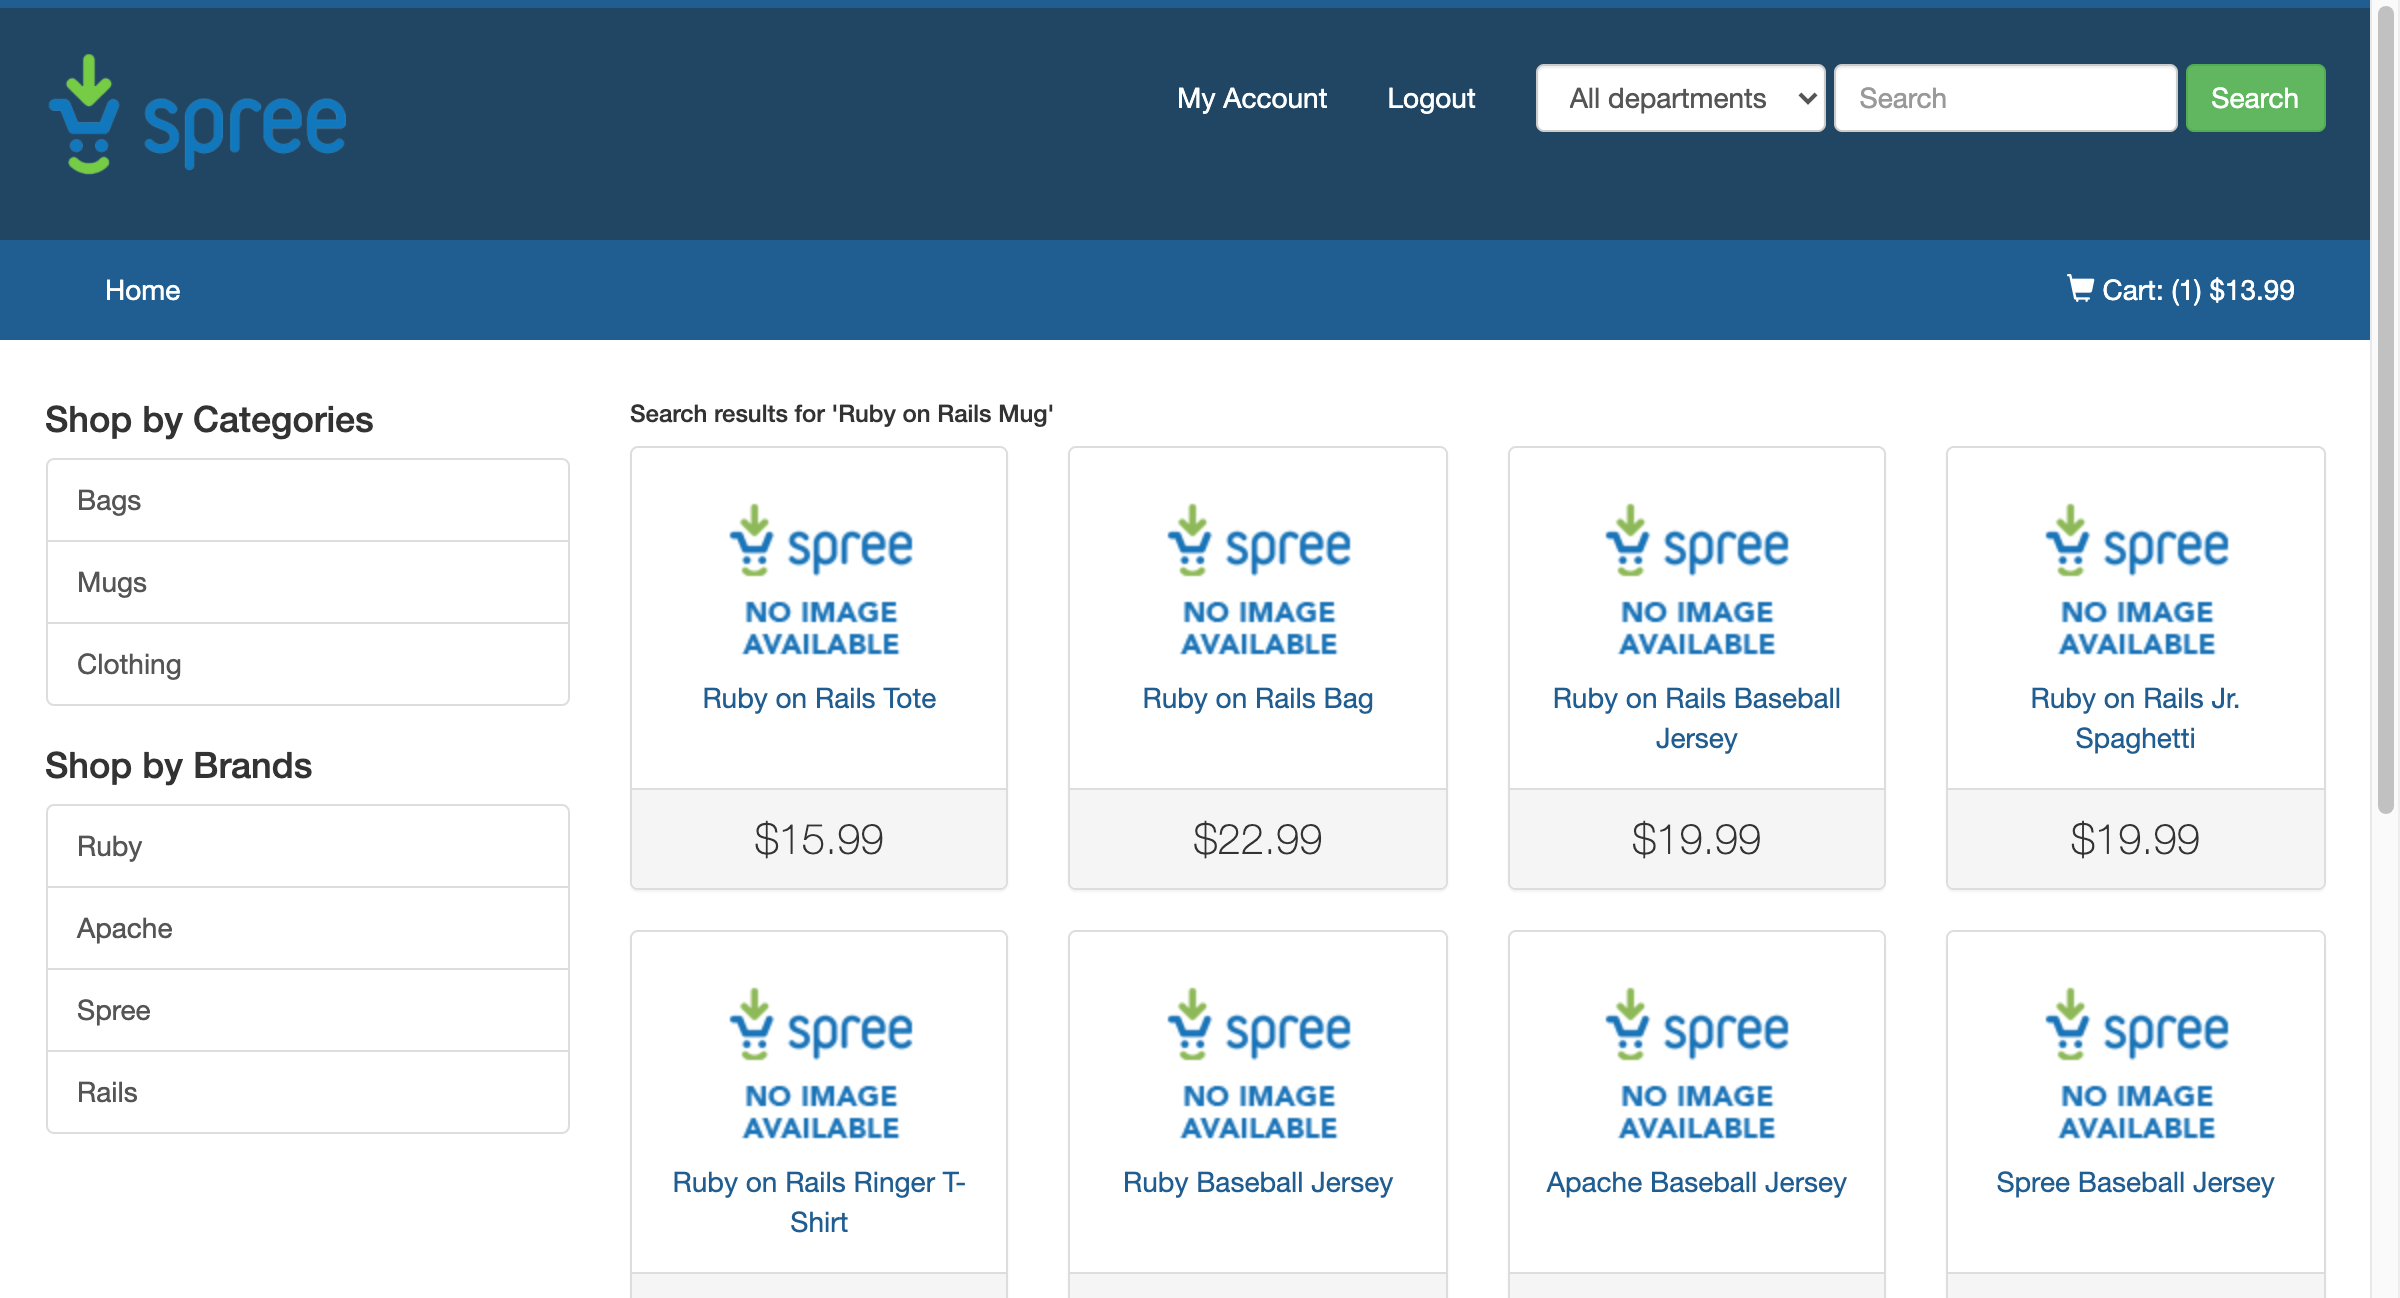 spree
My Account
Logout
All departments
Search
Search
Home
Cart: (1) $13.99
Shop by Categories
Bags
Mugs
Clothing
Shop by Brands
Ruby
Apache
Spree
Rails
Search results for 'Ruby on Rails Mug'
spree
NO IMAGE
AVAILABLE
Ruby on Rails Tote
$15.99
spree
NO IMAGE
AVAILABLE
Ruby on Rails Bag
$22.99
spree
NO IMAGE
AVAILABLE
Ruby on Rails Baseball
Jersey
$19.99
spree
NO IMAGE
AVAILABLE
Ruby on Rails Jr.
Spaghetti
$19.99
spree
NO IMAGE
AVAILABLE
Ruby on Rails Ringer T-
Shirt
spree
NO IMAGE
AVAILABLE
Ruby Baseball Jersey
spree
NO IMAGE
AVAILABLE
Apache Baseball Jersey
spree
NO IMAGE
AVAILABLE
Spree Baseball Jersey